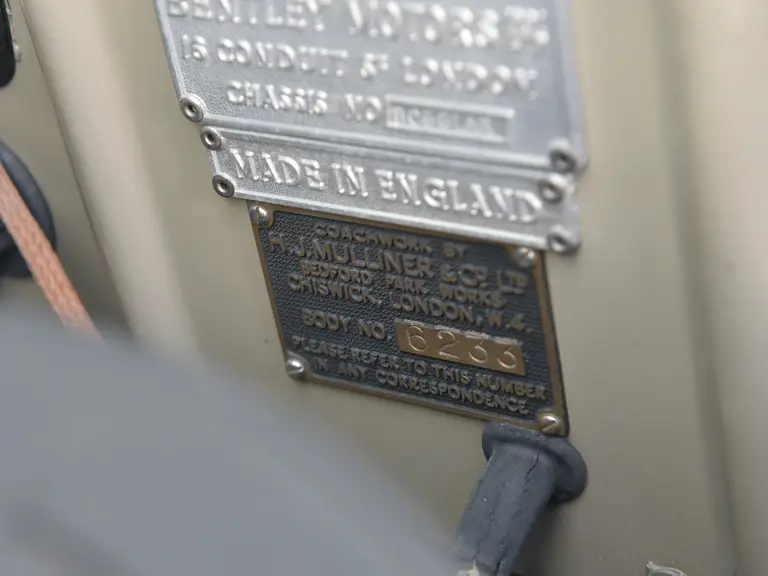 BENTLEY MOTORS LTD
16 CONDUIT ST LONDON.
CHASSIS NO
MADE IN ENGLAND
COACHWORK BY
H.J.MULLINER & CO. LTD
BEDFORD PARK WORKS
CHISWICK, LONDON, W.4.
BODY NO. 6233
PLEASE REFER TO THIS NUMBER
IN ANY CORRESPONDENCE.